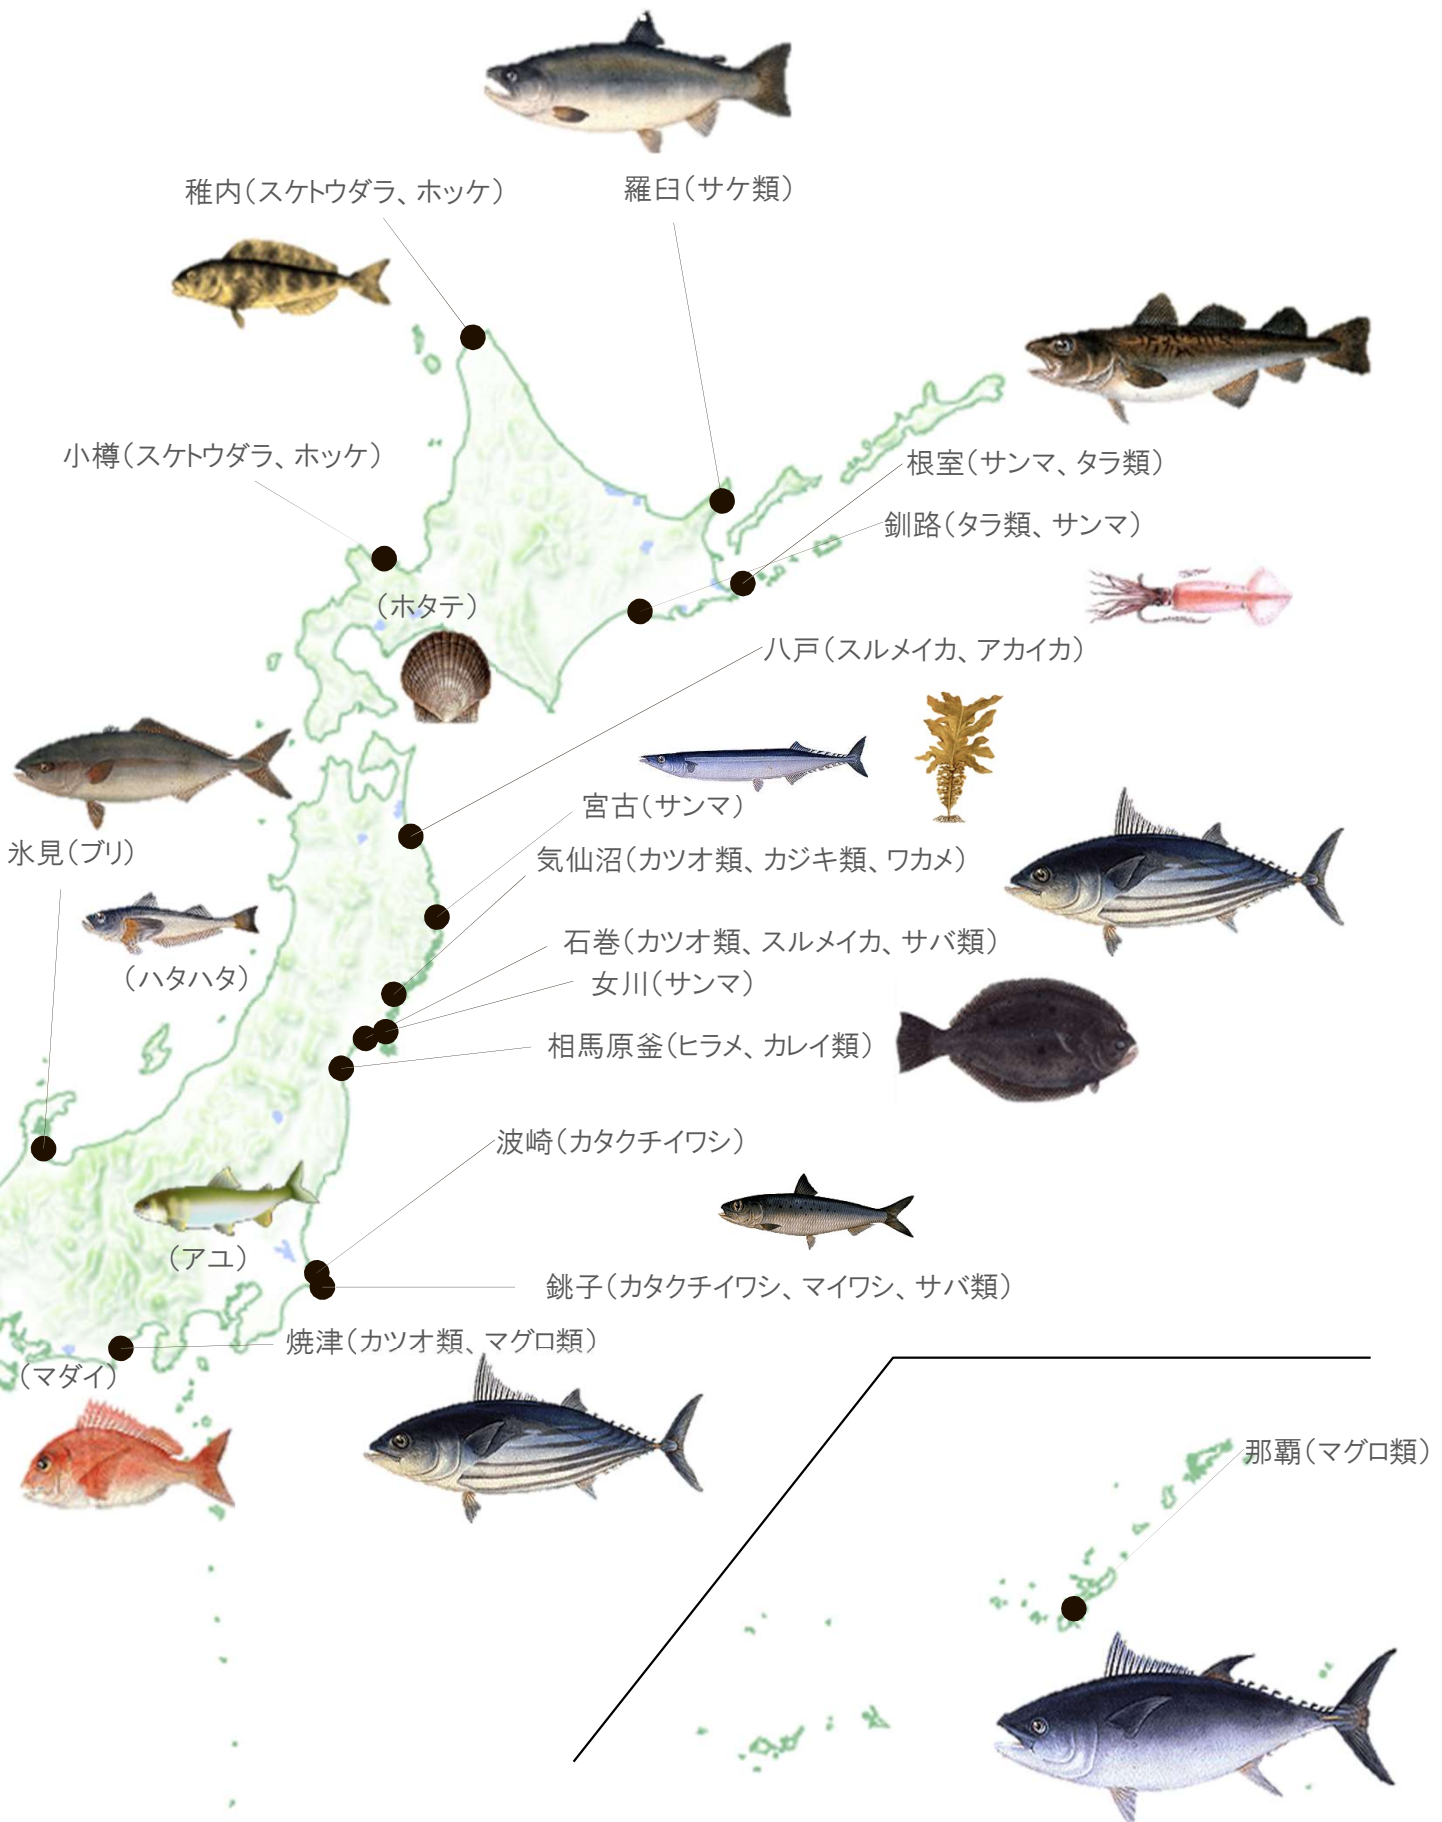 稚内（スケトウダラ、ホッケ）
羅臼（サケ類）
小樽（スケトウダラ、ホッケ）
根室（サンマ、タラ類）
釧路（タラ類、サンマ）
（ホタテ）
八戸（スルメイカ、アカイカ）
宮古（サンマ）
氷見（ブリ）
気仙沼（カツオ類、カジキ類、ワカメ）
石巻（カツオ類、スルメイカ、サバ類）
（ハタハタ）
女川（サンマ）
相馬原釜（ヒラメ、カレイ類）
波崎（カタクチイワシ）
（アユ）
銚子（カタクチイワシ、マイワシ、サバ類）
焼津（カツオ類、マグロ類）
（マダイ）
那覇（マグロ類）